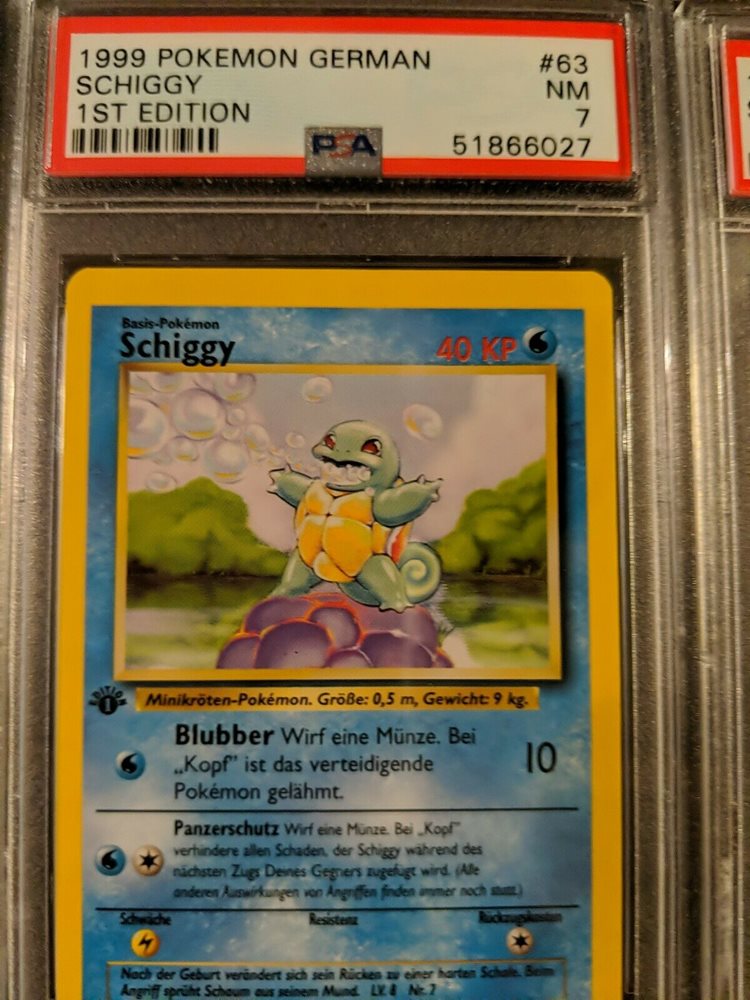 1999 POKEMON GERMAN #63
SCHIGGY NM
1ST EDITION 7
PSA 51866027
Basis-Pokémon
Schiggy 40 KP
EDITION 1
Minikröten-Pokémon. Größe: 0,5 m, Gewicht: 9 kg.
Blubber Wirf eine Münze. Bei
„Kopf" ist das verteidigende 10
Pokémon gelähmt.
Panzerschutz Wirf eine Münze. Bei „Kopf"
verhindere allen Schaden, der Schiggy während des
nächsten Zugs Deines Gegners zugefügt wird. (Alle
anderen Auswirkungen von Angriffen finden immer noch statt.)
Schwäche Resistenz Rückzugskosten
Nach der Geburt verändert sich sein Rücken zu einer harten Schale. Beim
Angriff sprüht Schaum aus seinem Mund. LV. 8 Nr. 7